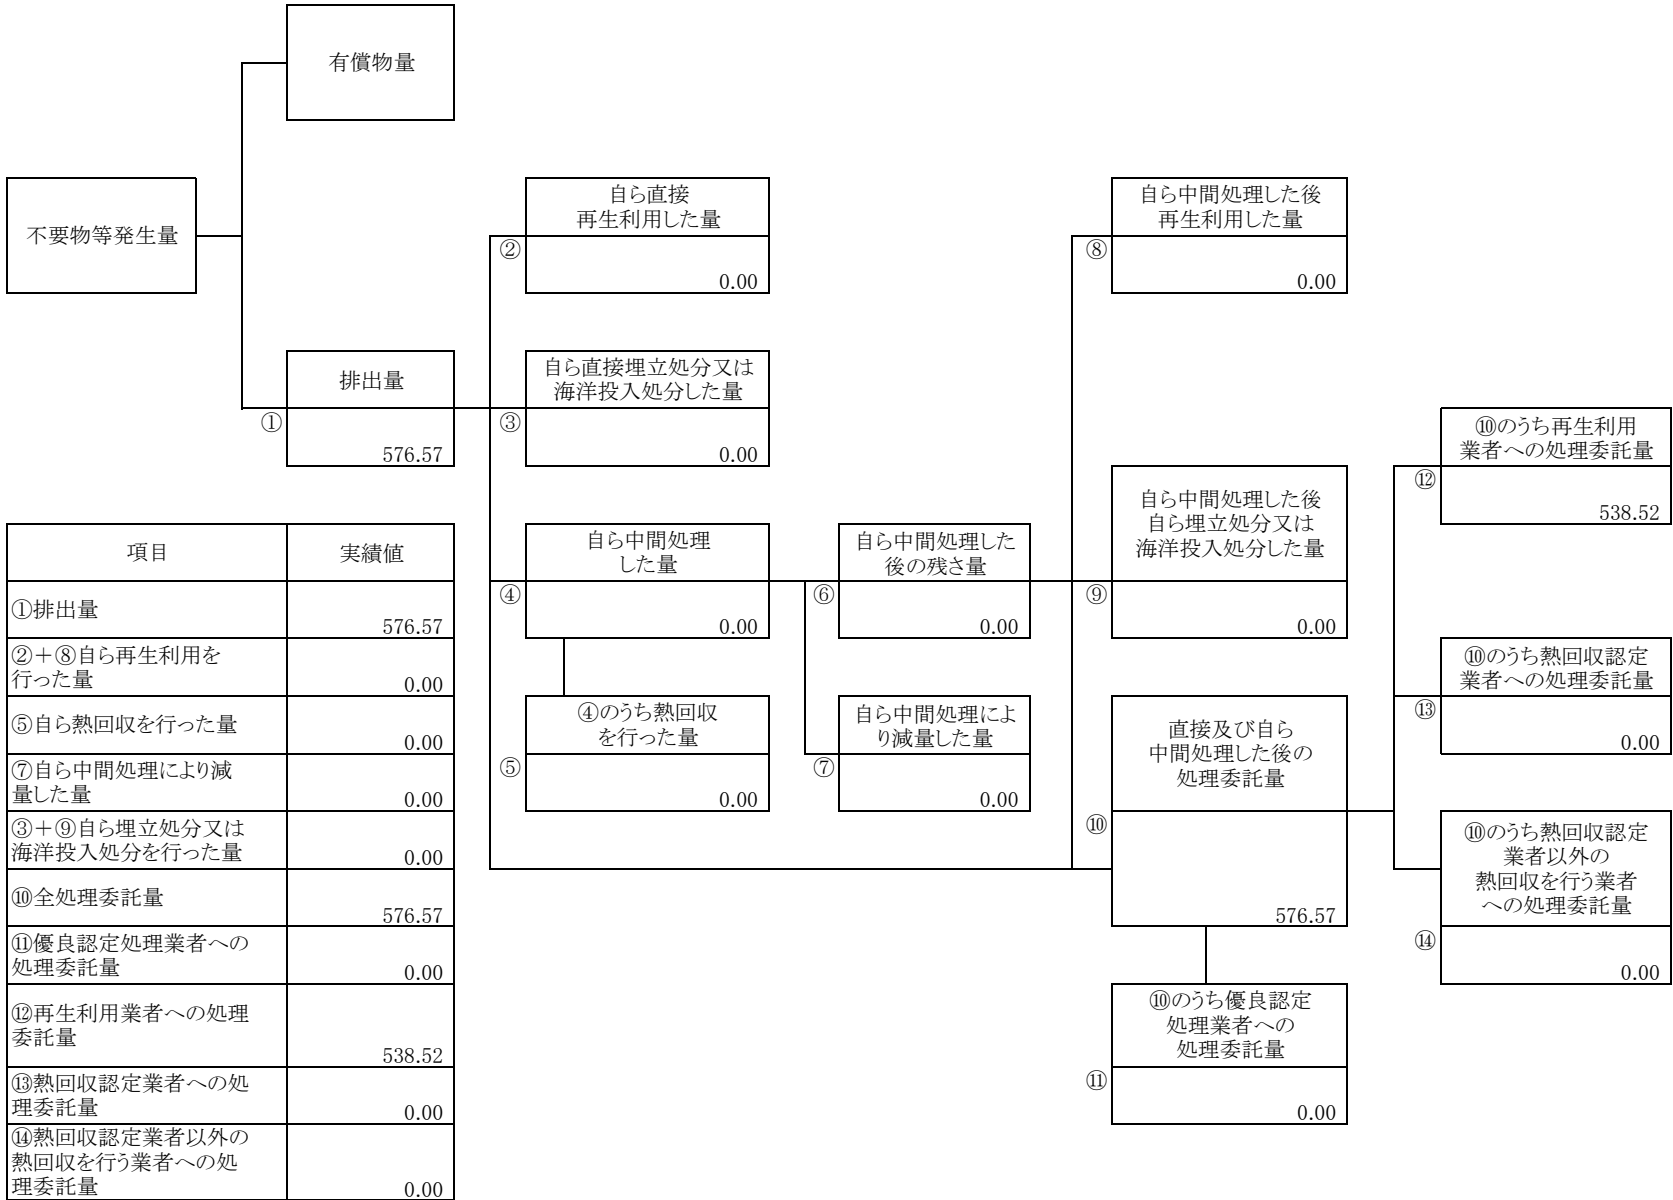 有償物量
不要物等発生量
自ら直接
再生利用した量
②
0.00
自ら中間処理した後
再生利用した量
⑧
0.00
排出量
①
576.57
自ら直接埋立処分又は
海洋投入処分した量
③
0.00
⑩のうち再生利用
業者への処理委託量
⑫
538.52
自ら中間処理
した量
④
0.00
自ら中間処理した
後の残さ量
⑥
0.00
自ら中間処理した後
自ら埋立処分又は
海洋投入処分した量
⑨
0.00
⑩のうち熱回収認定
業者への処理委託量
⑬
0.00
④のうち熱回収
を行った量
⑤
0.00
自ら中間処理によ
り減量した量
⑦
0.00
直接及び自ら
中間処理した後の
処理委託量
⑩
576.57
⑩のうち熱回収認定
業者以外の
熱回収を行う業者
への処理委託量
⑭
0.00
⑩のうち優良認定
処理業者への
処理委託量
⑪
0.00
項目 実績値
①排出量
576.57
②＋⑧自ら再生利用を
行った量
0.00
⑤自ら熱回収を行った量
0.00
⑦自ら中間処理により減
量した量
0.00
③＋⑨自ら埋立処分又は
海洋投入処分を行った量
0.00
⑩全処理委託量
576.57
⑪優良認定処理業者への
処理委託量
0.00
⑫再生利用業者への処理
委託量
538.52
⑬熱回収認定業者への処
理委託量
0.00
⑭熱回収認定業者以外の
熱回収を行う業者への処
理委託量
0.00